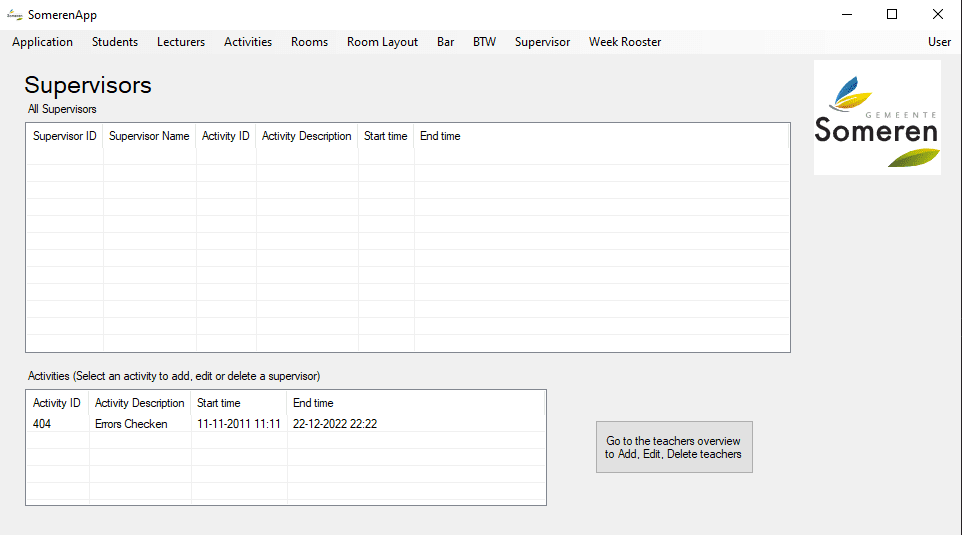 SomerenApp
Application Students Lecturers Activities Rooms Room Layout Bar BTW Supervisor Week Rooster User
Supervisors
All Supervisors
GEMEENTE
Someren
Supervisor ID Supervisor Name Activity ID Activity Description Start time End time
Activities (Select an activity to add, edit or delete a supervisor)
Activity ID Activity Description Start time End time
404 Errors Checken 11-11-2011 11:11 22-12-2022 22:22
Go to the teachers overview
to Add, Edit, Delete teachers